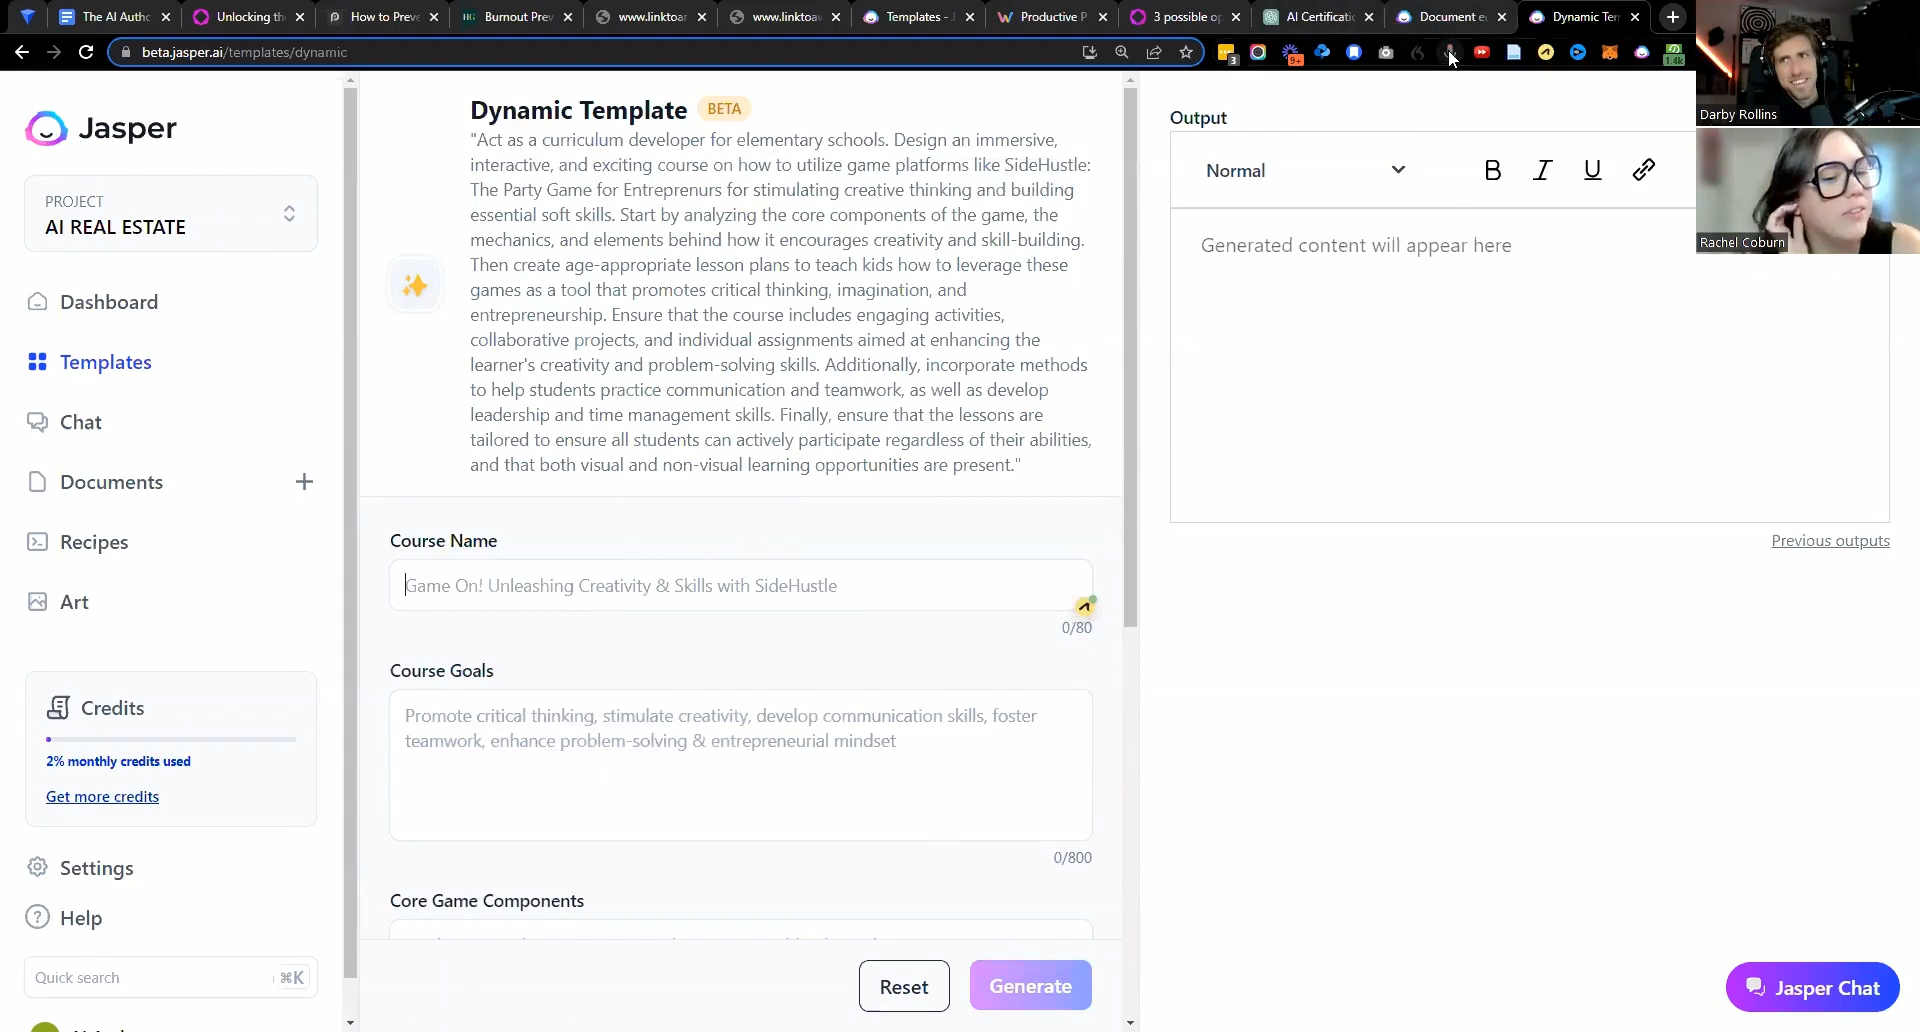 The AI Autho
Unlocking the
How to Prev
Burnout Prev
www.linktoar
www.linktoaw
Templates - J
Productive P
3 possible op
AI Certificatic
Document e
Dynamic Tem
beta.jasper.ai/templates/dynamic
3
9+
1.4k
Darby Rollins
Rachel Coburn
Jasper
PROJECT
AI REAL ESTATE
Dashboard
Templates
Chat
Documents
Recipes
Art
Credits
2% monthly credits used
Get more credits
Settings
Help
Quick search
⌘K
Dynamic Template BETA
"Act as a curriculum developer for elementary schools. Design an immersive,
interactive, and exciting course on how to utilize game platforms like SideHustle:
The Party Game for Entreprenurs for stimulating creative thinking and building
essential soft skills. Start by analyzing the core components of the game, the
mechanics, and elements behind how it encourages creativity and skill-building.
Then create age-appropriate lesson plans to teach kids how to leverage these
games as a tool that promotes critical thinking, imagination, and
entrepreneurship. Ensure that the course includes engaging activities,
collaborative projects, and individual assignments aimed at enhancing the
learner's creativity and problem-solving skills. Additionally, incorporate methods
to help students practice communication and teamwork, as well as develop
leadership and time management skills. Finally, ensure that the lessons are
tailored to ensure all students can actively participate regardless of their abilities,
and that both visual and non-visual learning opportunities are present."
Course Name
Game On! Unleashing Creativity & Skills with SideHustle
0/80
Course Goals
Promote critical thinking, stimulate creativity, develop communication skills, foster
teamwork, enhance problem-solving & entrepreneurial mindset
0/800
Core Game Components
Reset
Generate
Output
Normal
B I U
Generated content will appear here
Previous outputs
Jasper Chat